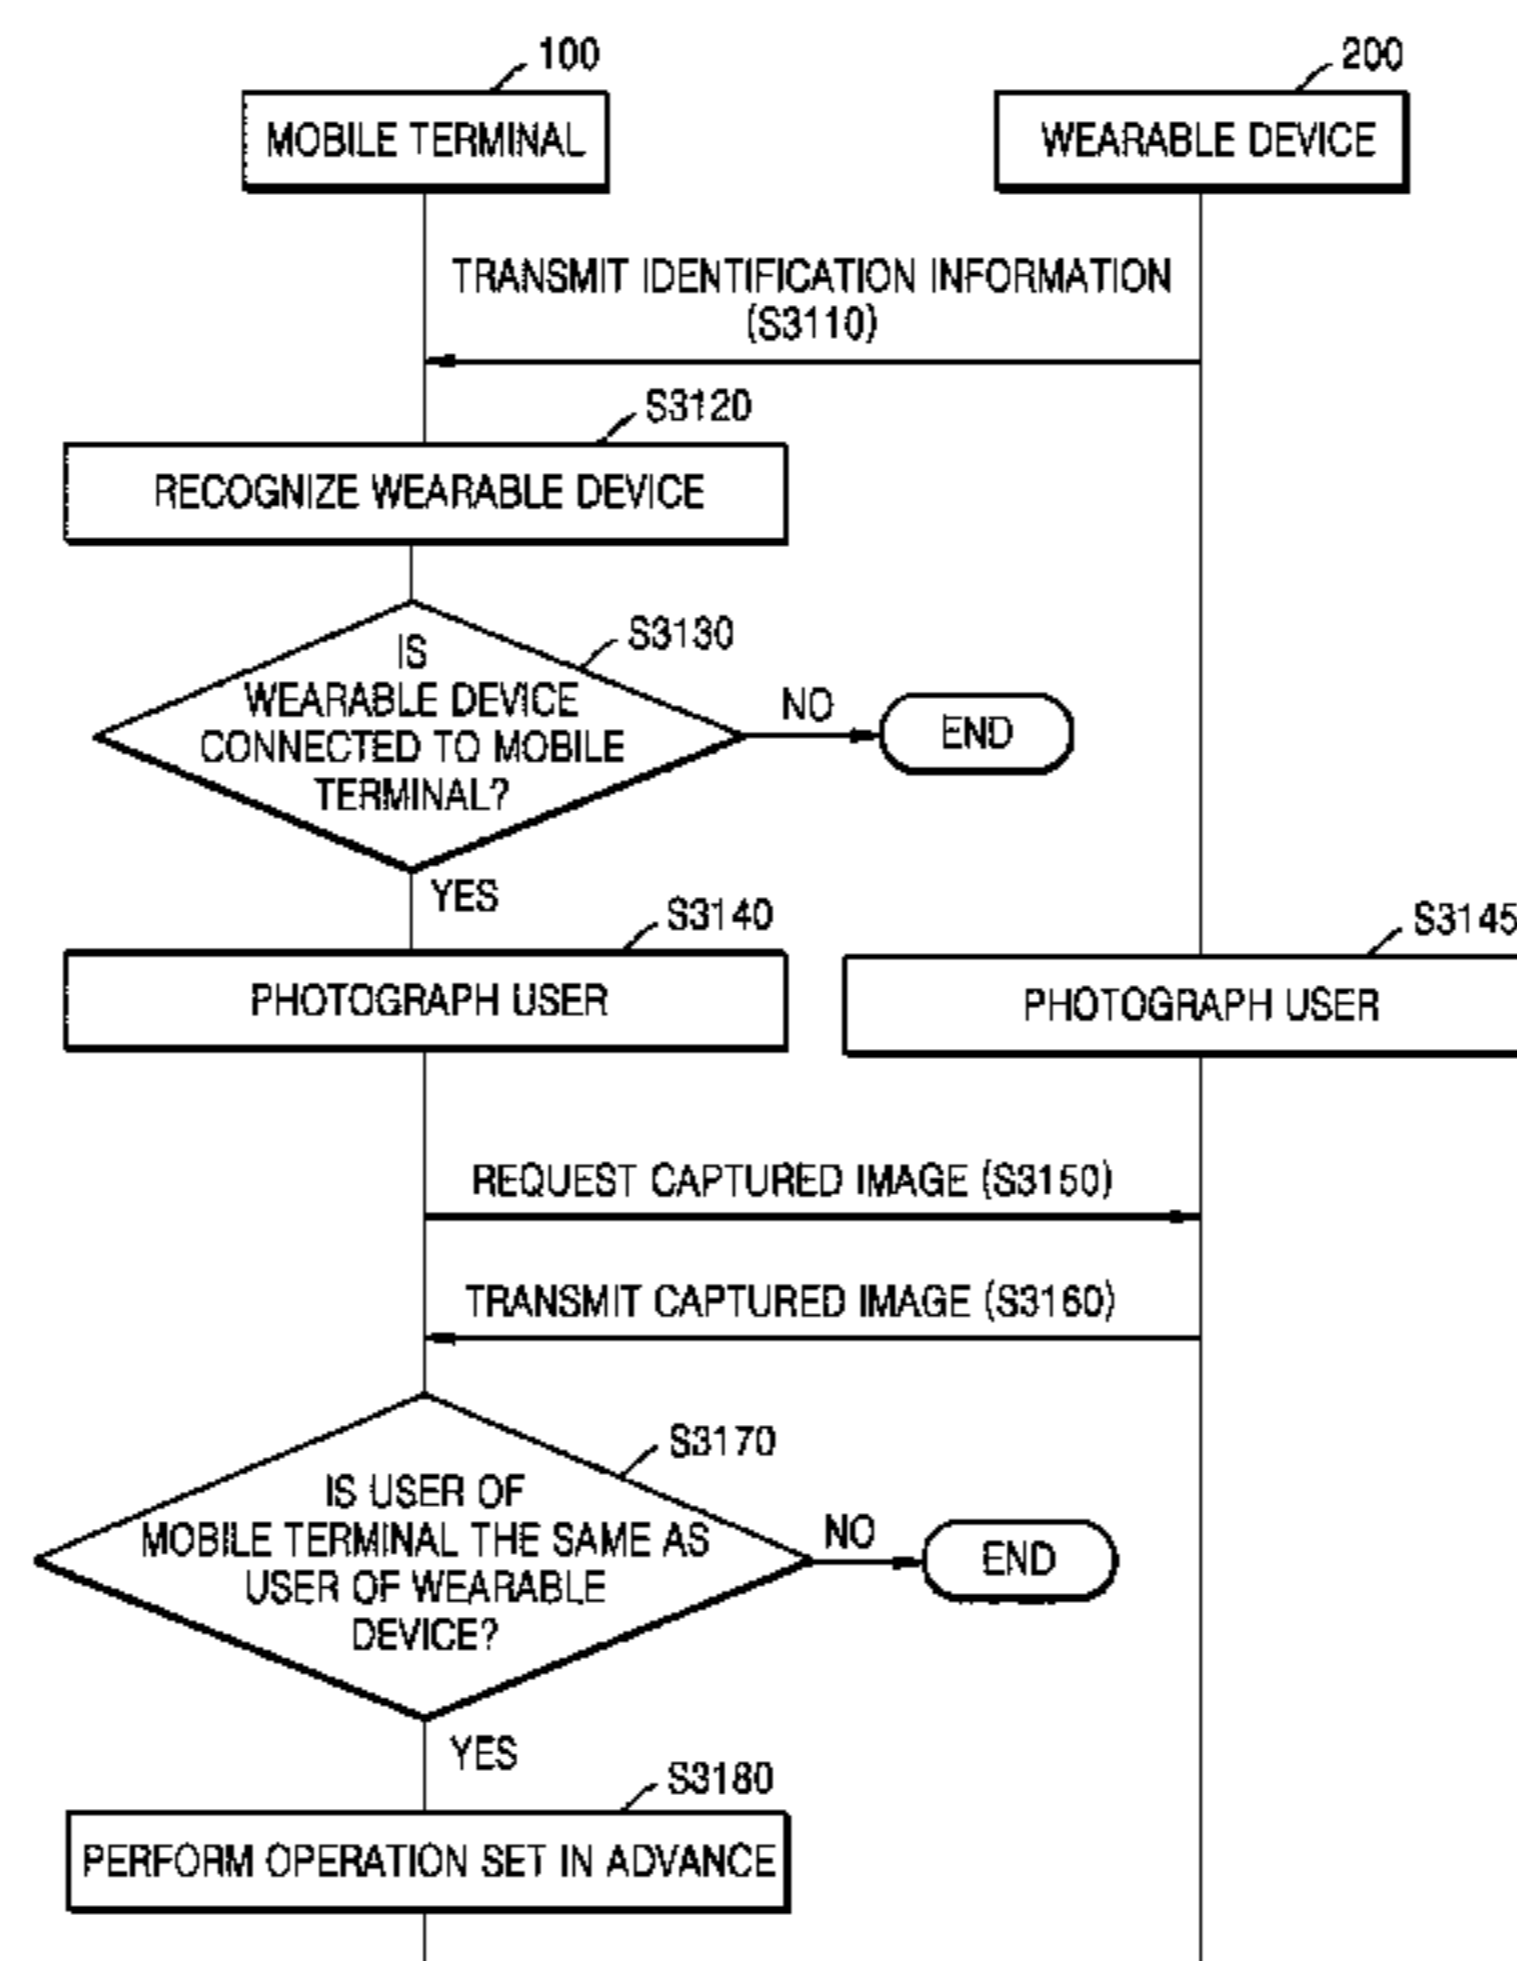 100
200
MOBILE TERMINAL
WEARABLE DEVICE
TRANSMIT IDENTIFICATION INFORMATION
(S3110)
S3120
RECOGNIZE WEARABLE DEVICE
S3130
IS
WEARABLE DEVICE
CONNECTED TO MOBILE
TERMINAL?
NO
END
YES
S3140
S3145
PHOTOGRAPH USER
PHOTOGRAPH USER
REQUEST CAPTURED IMAGE (S3150)
TRANSMIT CAPTURED IMAGE (S3160)
S3170
IS USER OF
MOBILE TERMINAL THE SAME AS
USER OF WEARABLE
DEVICE?
NO
END
YES
S3180
PERFORM OPERATION SET IN ADVANCE